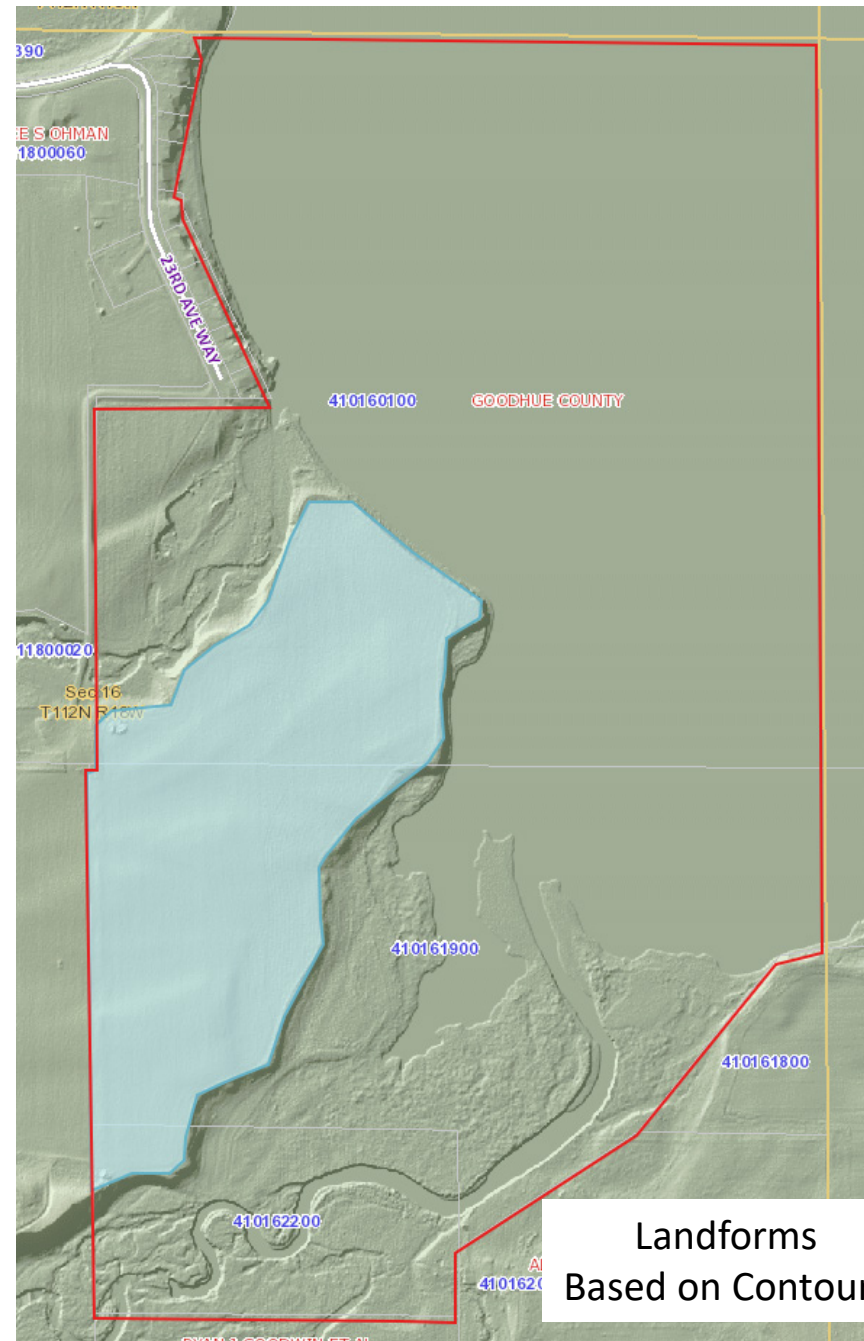 390
E S OHMAN
1800060
23RD AVE WAY
410160100
GOODHUE COUNTY
11800020
Sec 16
T112N R18W
410161900
410161800
410162200
Landforms
Based on Contour
410162